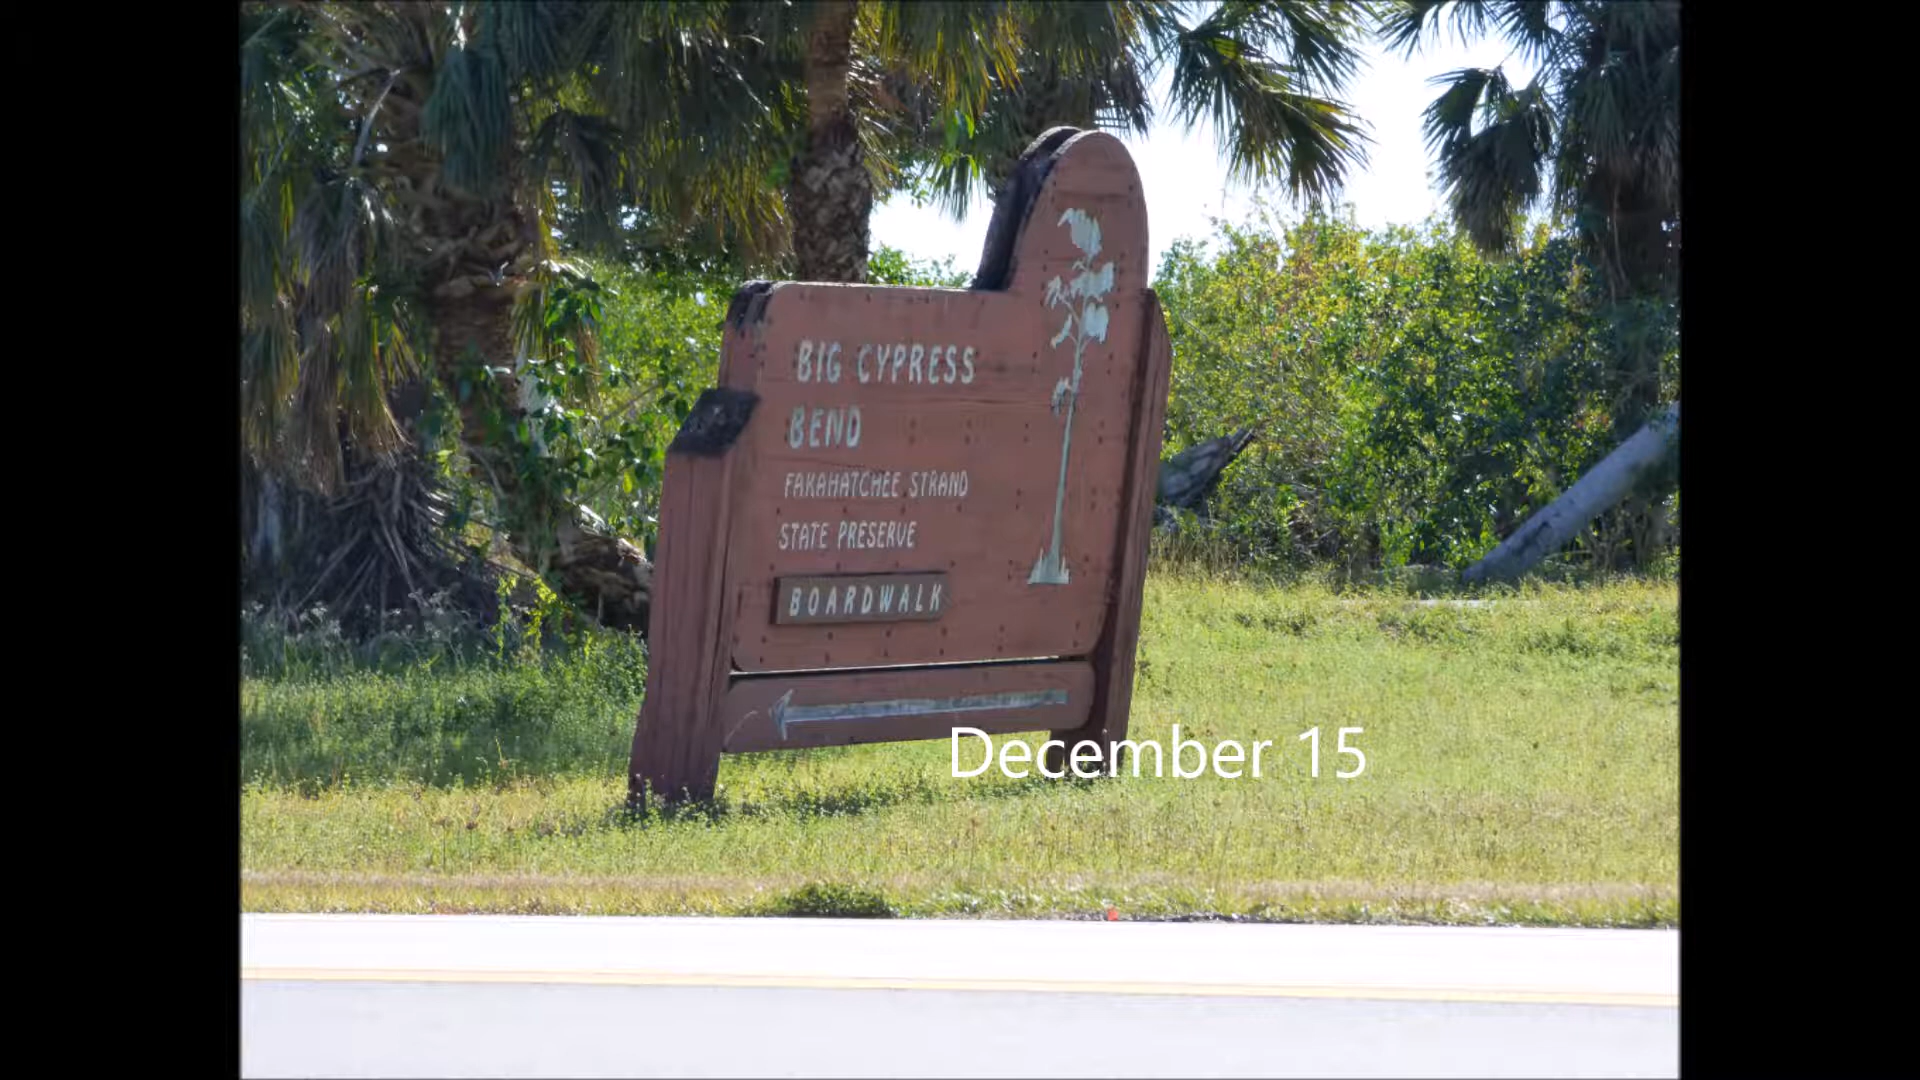 BIG CYPRESS
BEND
FAKAHATCHEE STRAND
STATE PRESERVE
BOARDWALK
December 15